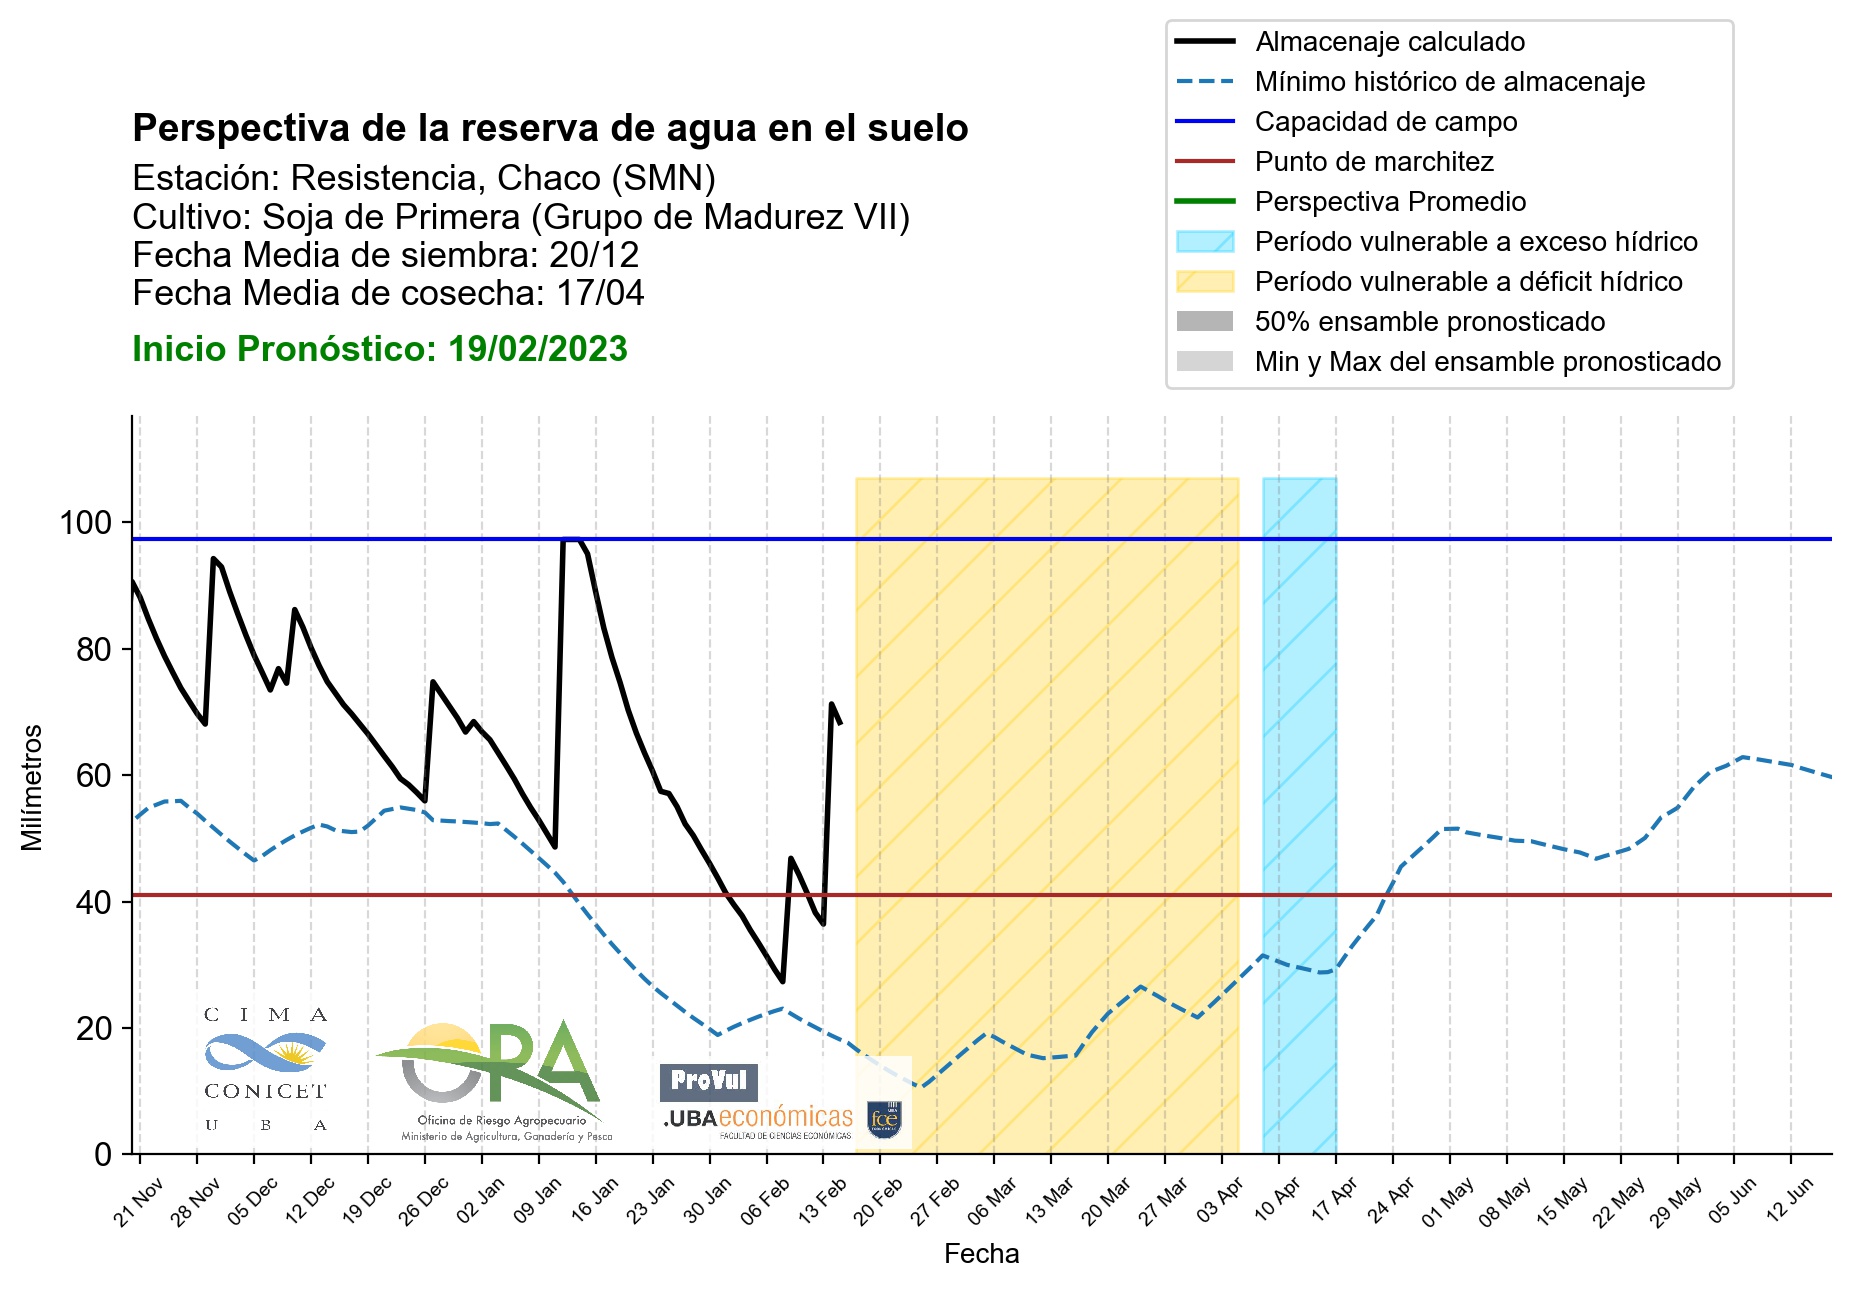 Almacenaje calculado
Mínimo histórico de almacenaje
Capacidad de campo
Punto de marchitez
Perspectiva Promedio
Período vulnerable a exceso hídrico
Período vulnerable a déficit hídrico
50% ensamble pronosticado
Min y Max del ensamble pronosticado
Perspectiva de la reserva de agua en el suelo
Estación: Resistencia, Chaco (SMN)
Cultivo: Soja de Primera (Grupo de Madurez VII)
Fecha Media de siembra: 20/12
Fecha Media de cosecha: 17/04
Inicio Pronóstico: 19/02/2023
100
80
60
40
20
0
Milímetros
CIMA
CONICET
UBA
ORA
Oficina de Riesgo Agropecuario
Ministerio de Agricultura, Ganadería y Pesca
ProVul
.UBAeconómicas
FACULTAD DE CIENCIAS ECONÓMICAS
UBA
fce
21 Nov
28 Nov
05 Dec
12 Dec
19 Dec
26 Dec
02 Jan
09 Jan
16 Jan
23 Jan
30 Jan
06 Feb
13 Feb
20 Feb
27 Feb
06 Mar
13 Mar
20 Mar
27 Mar
03 Apr
10 Apr
17 Apr
24 Apr
01 May
08 May
15 May
22 May
29 May
05 Jun
12 Jun
Fecha